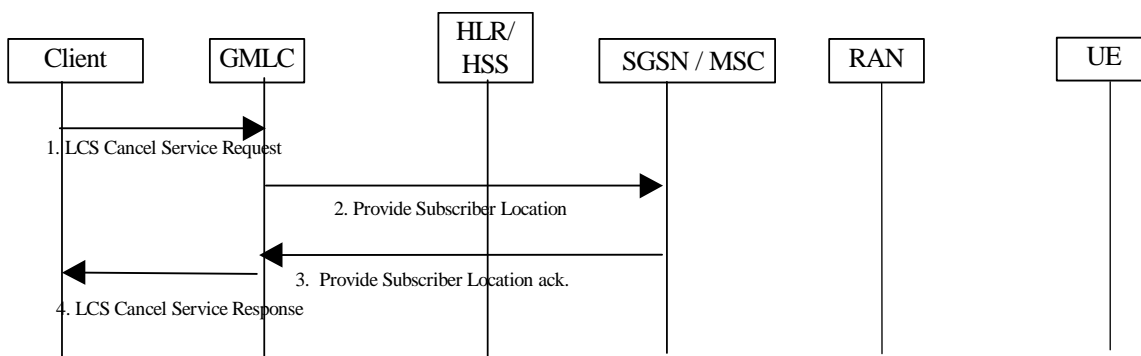 Client
GMLC
HLR/
HSS
SGSN / MSC
RAN
UE
1. LCS Cancel Service Request
2. Provide Subscriber Location
3. Provide Subscriber Location ack.
4. LCS Cancel Service Response